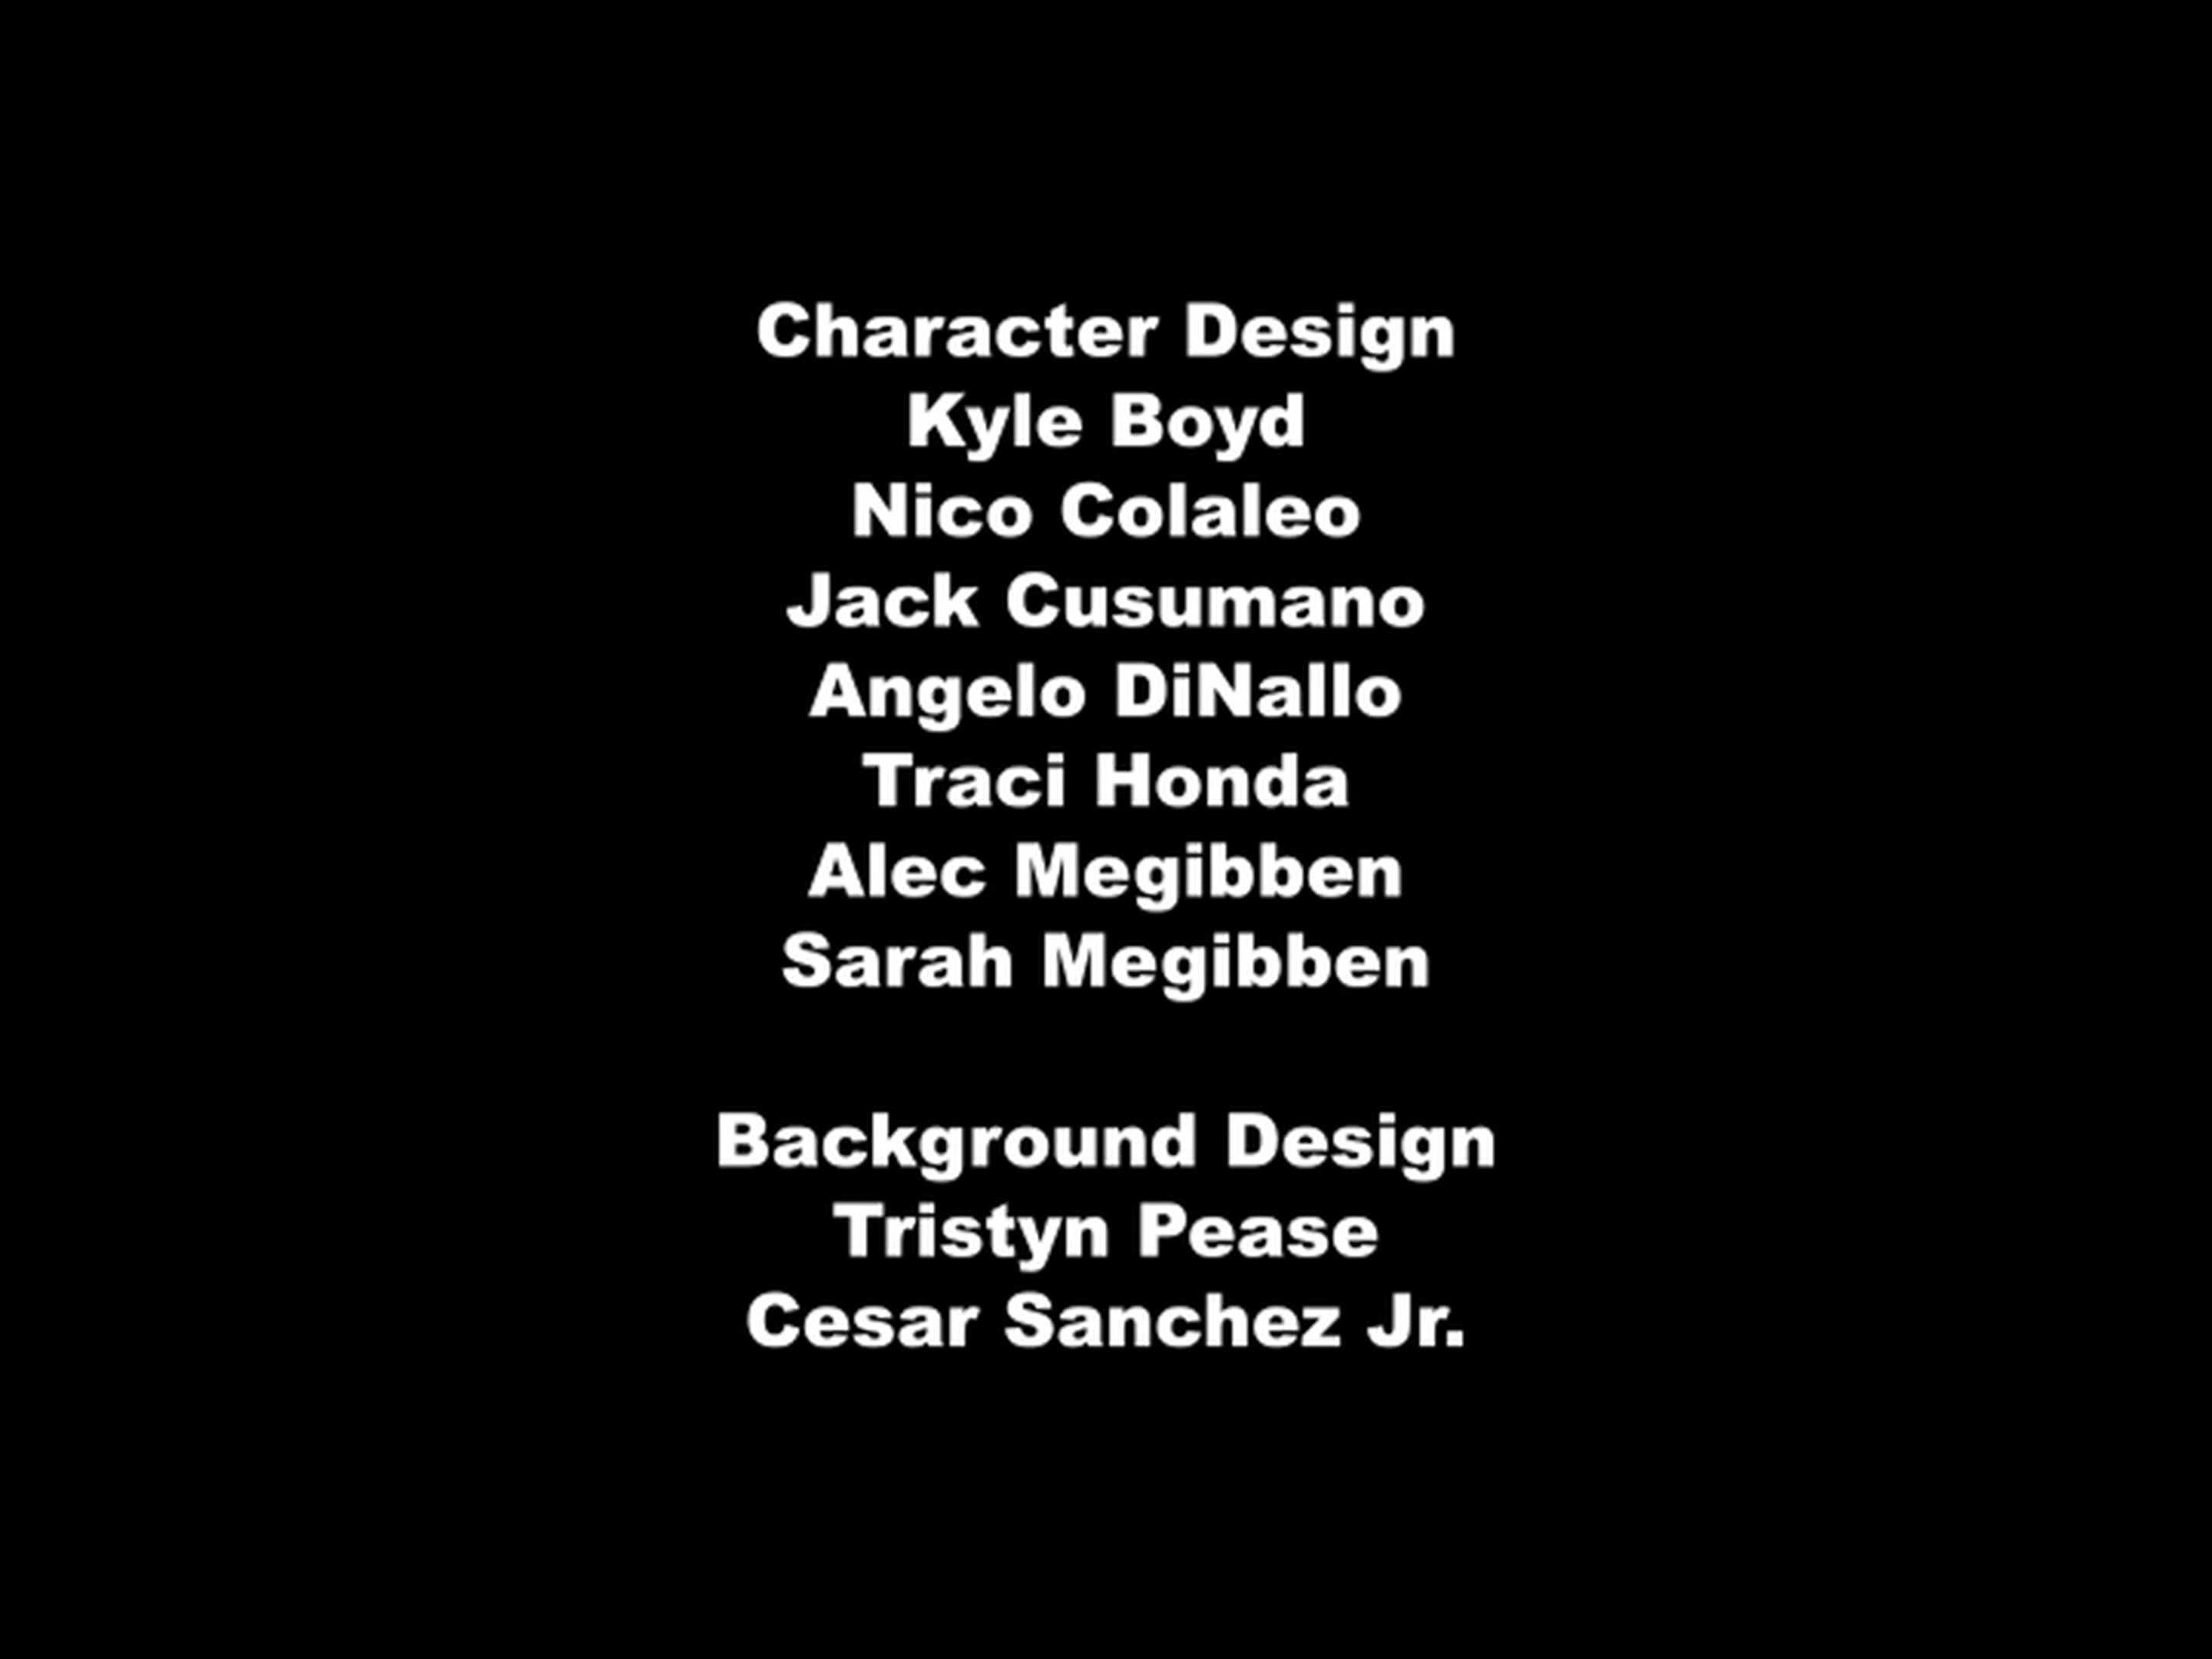 Character Design
Kyle Boyd
Nico Colaleo
Jack Cusumano
Angelo DiNallo
Traci Honda
Alec Megibben
Sarah Megibben
Background Design
Tristyn Pease
Cesar Sanchez Jr.